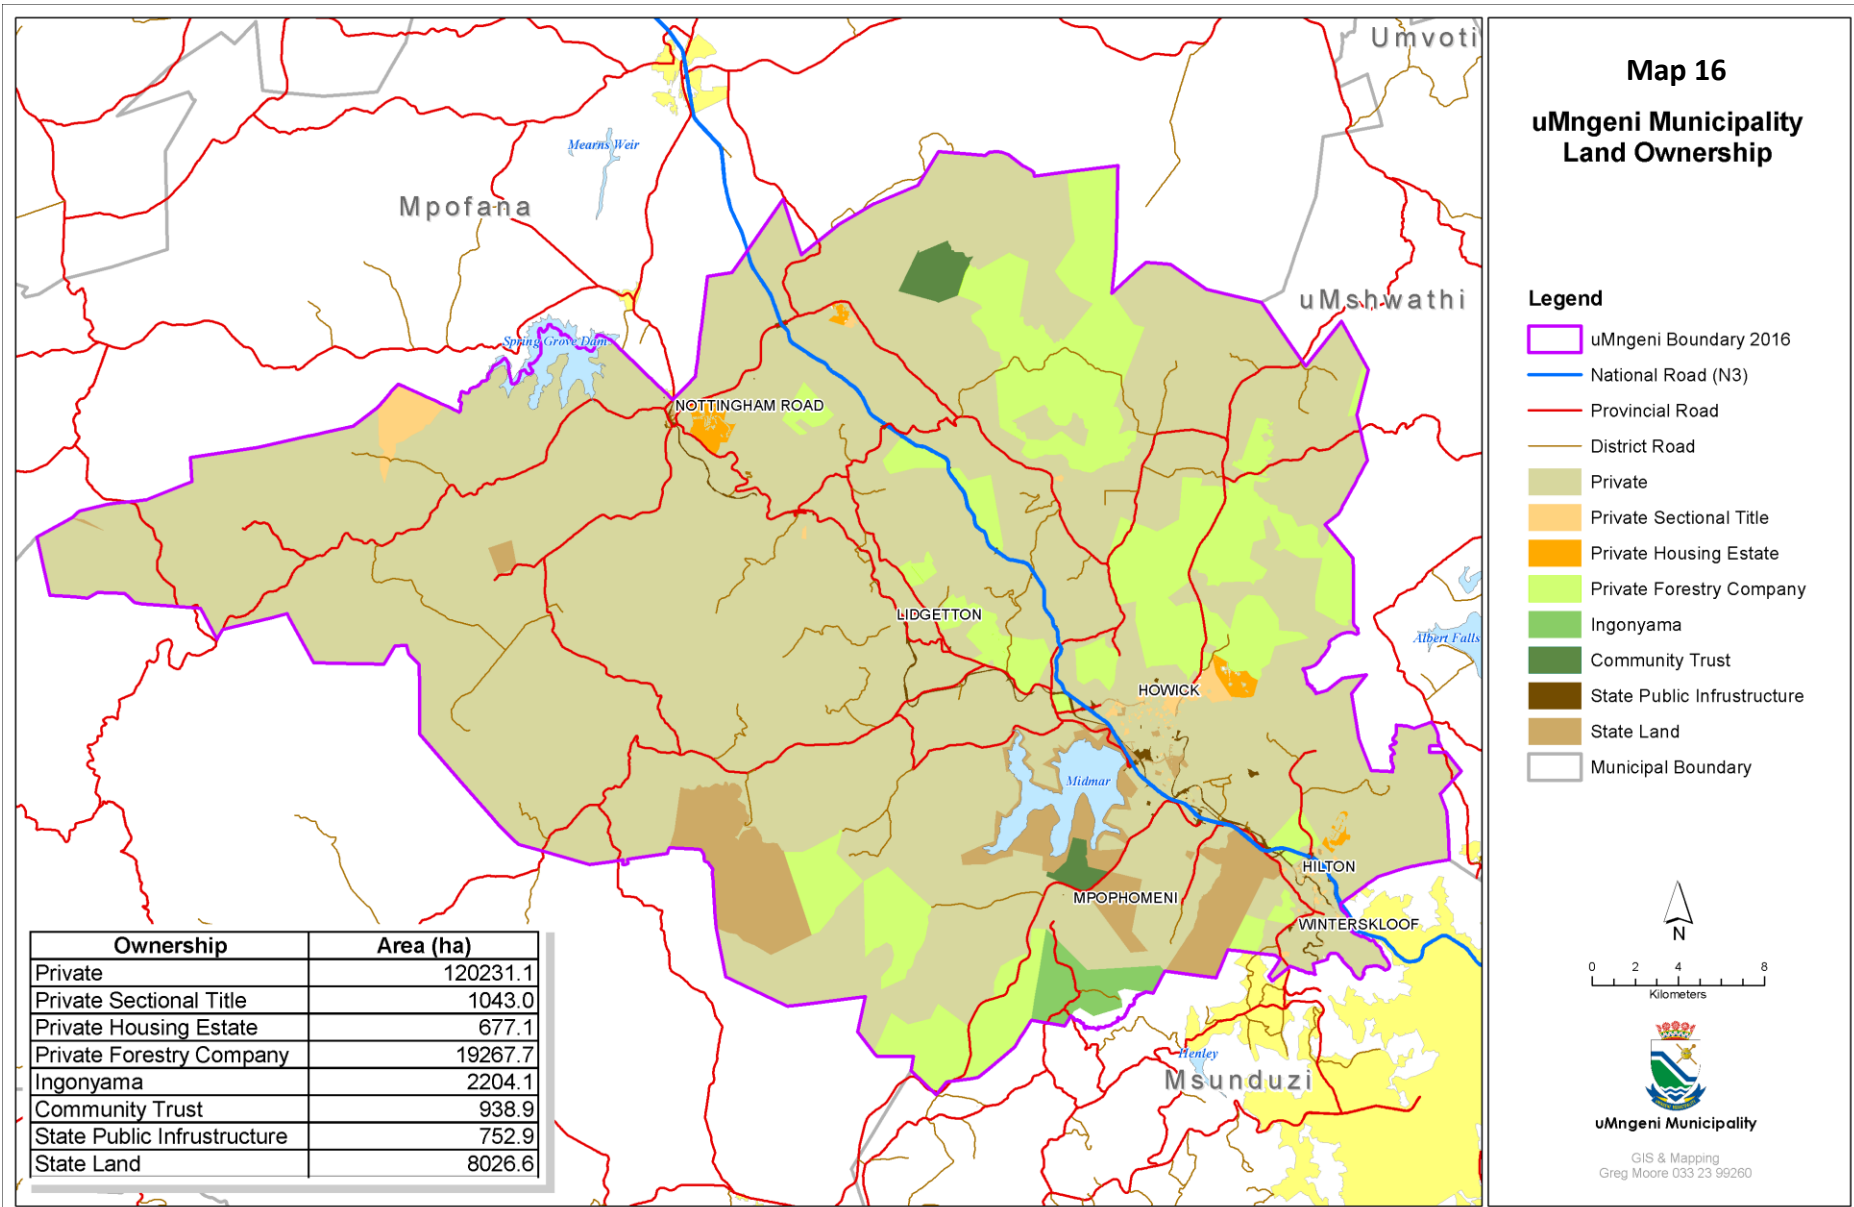 Umvoti
Mearns Weir
Mpofana
uMshwathi
Spring Grove Dam
NOTTINGHAM ROAD
LIDGETTON
Albert Falls
HOWICK
Midmar
HILTON
MPOPHOMENI
WINTERSKLOOF
Henley
Msunduzi
Ownership Area (ha)
Private 120231.1
Private Sectional Title 1043.0
Private Housing Estate 677.1
Private Forestry Company 19267.7
Ingonyama 2204.1
Community Trust 938.9
State Public Infrustructure 752.9
State Land 8026.6
Map 16
uMngeni Municipality
Land Ownership
Legend
uMngeni Boundary 2016
National Road (N3)
Provincial Road
District Road
Private
Private Sectional Title
Private Housing Estate
Private Forestry Company
Ingonyama
Community Trust
State Public Infrustructure
State Land
Municipal Boundary
N
0 2 4 8
Kilometers
uMngeni Municipality
GIS & Mapping
Greg Moore 033 23 99260